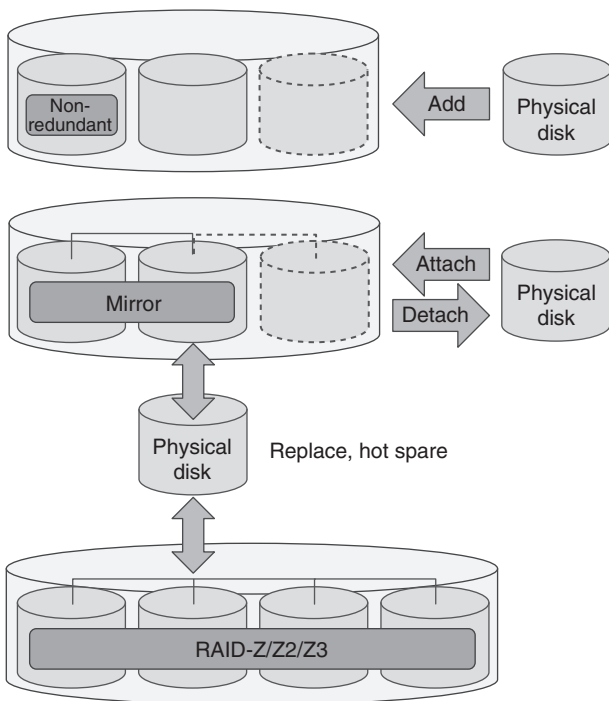 Non-
redundant
Add
Physical
disk
Attach
Mirror
Detach
Physical
disk
Physical
disk
Replace, hot spare
RAID-Z/Z2/Z3